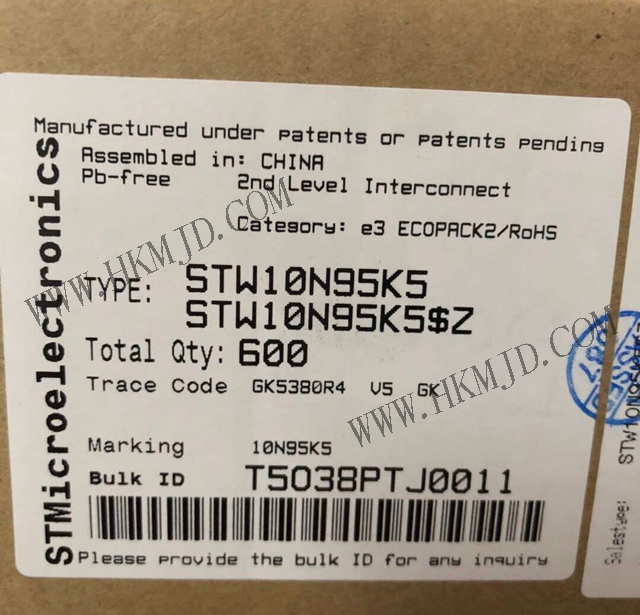 Manufactured under patents or patents pending
Assembled in: CHINA
Pb-free 2nd Level Interconnect
Category: e3 ECOPACK2/RoHS
TYPE: STW10N95K5
STW10N95K5$Z
Total Qty: 600
Trace Code GK5380R4 V5 GK
Marking 10N95K5
Bulk ID T5038PTJ0011
Please provide the bulk ID for any inquiry
STMicroelectronics
WWW.HKMJD.COM
WWW.HKMJD.COM
Salestype: